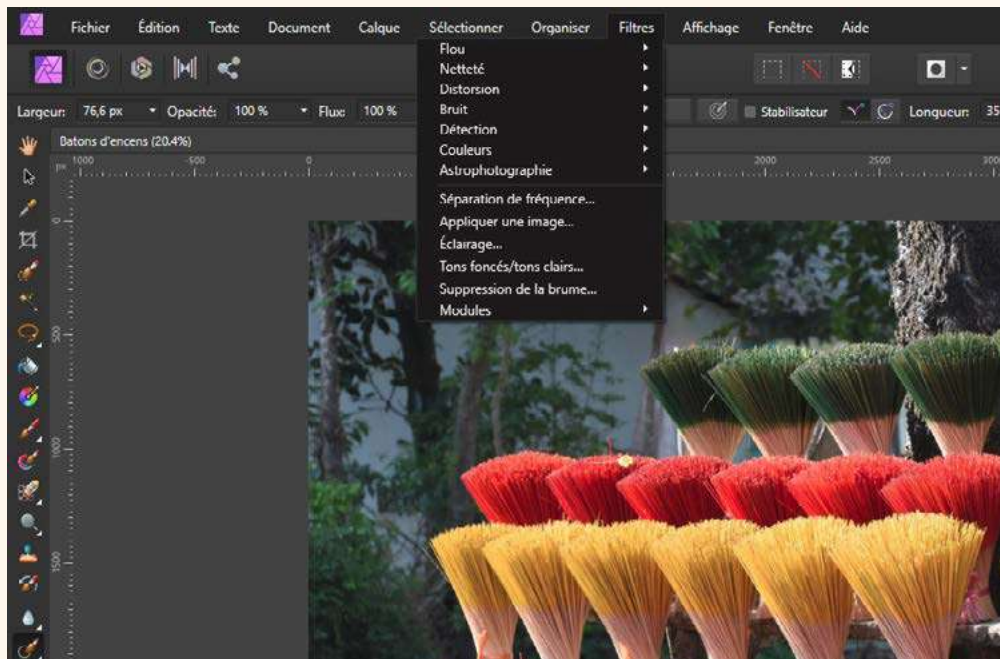 Fichier Édition Texte Document Calque Sélectionner Organiser Filtres Affichage Fenêtre Aide
Largeur: 76,6 px Opacité: 100 % Flux: 100 % Stabilisateur Longueur: 35
Batons d'encens (20.4%)
px 1000 -500 0 2000 2500 3000
Flou
Netteté
Distorsion
Bruit
Détection
Couleurs
Astrophotographie
Séparation de fréquence...
Appliquer une image...
Éclairage...
Tons foncés/tons clairs...
Suppression de la brume...
Modules
0
500
1000
1500